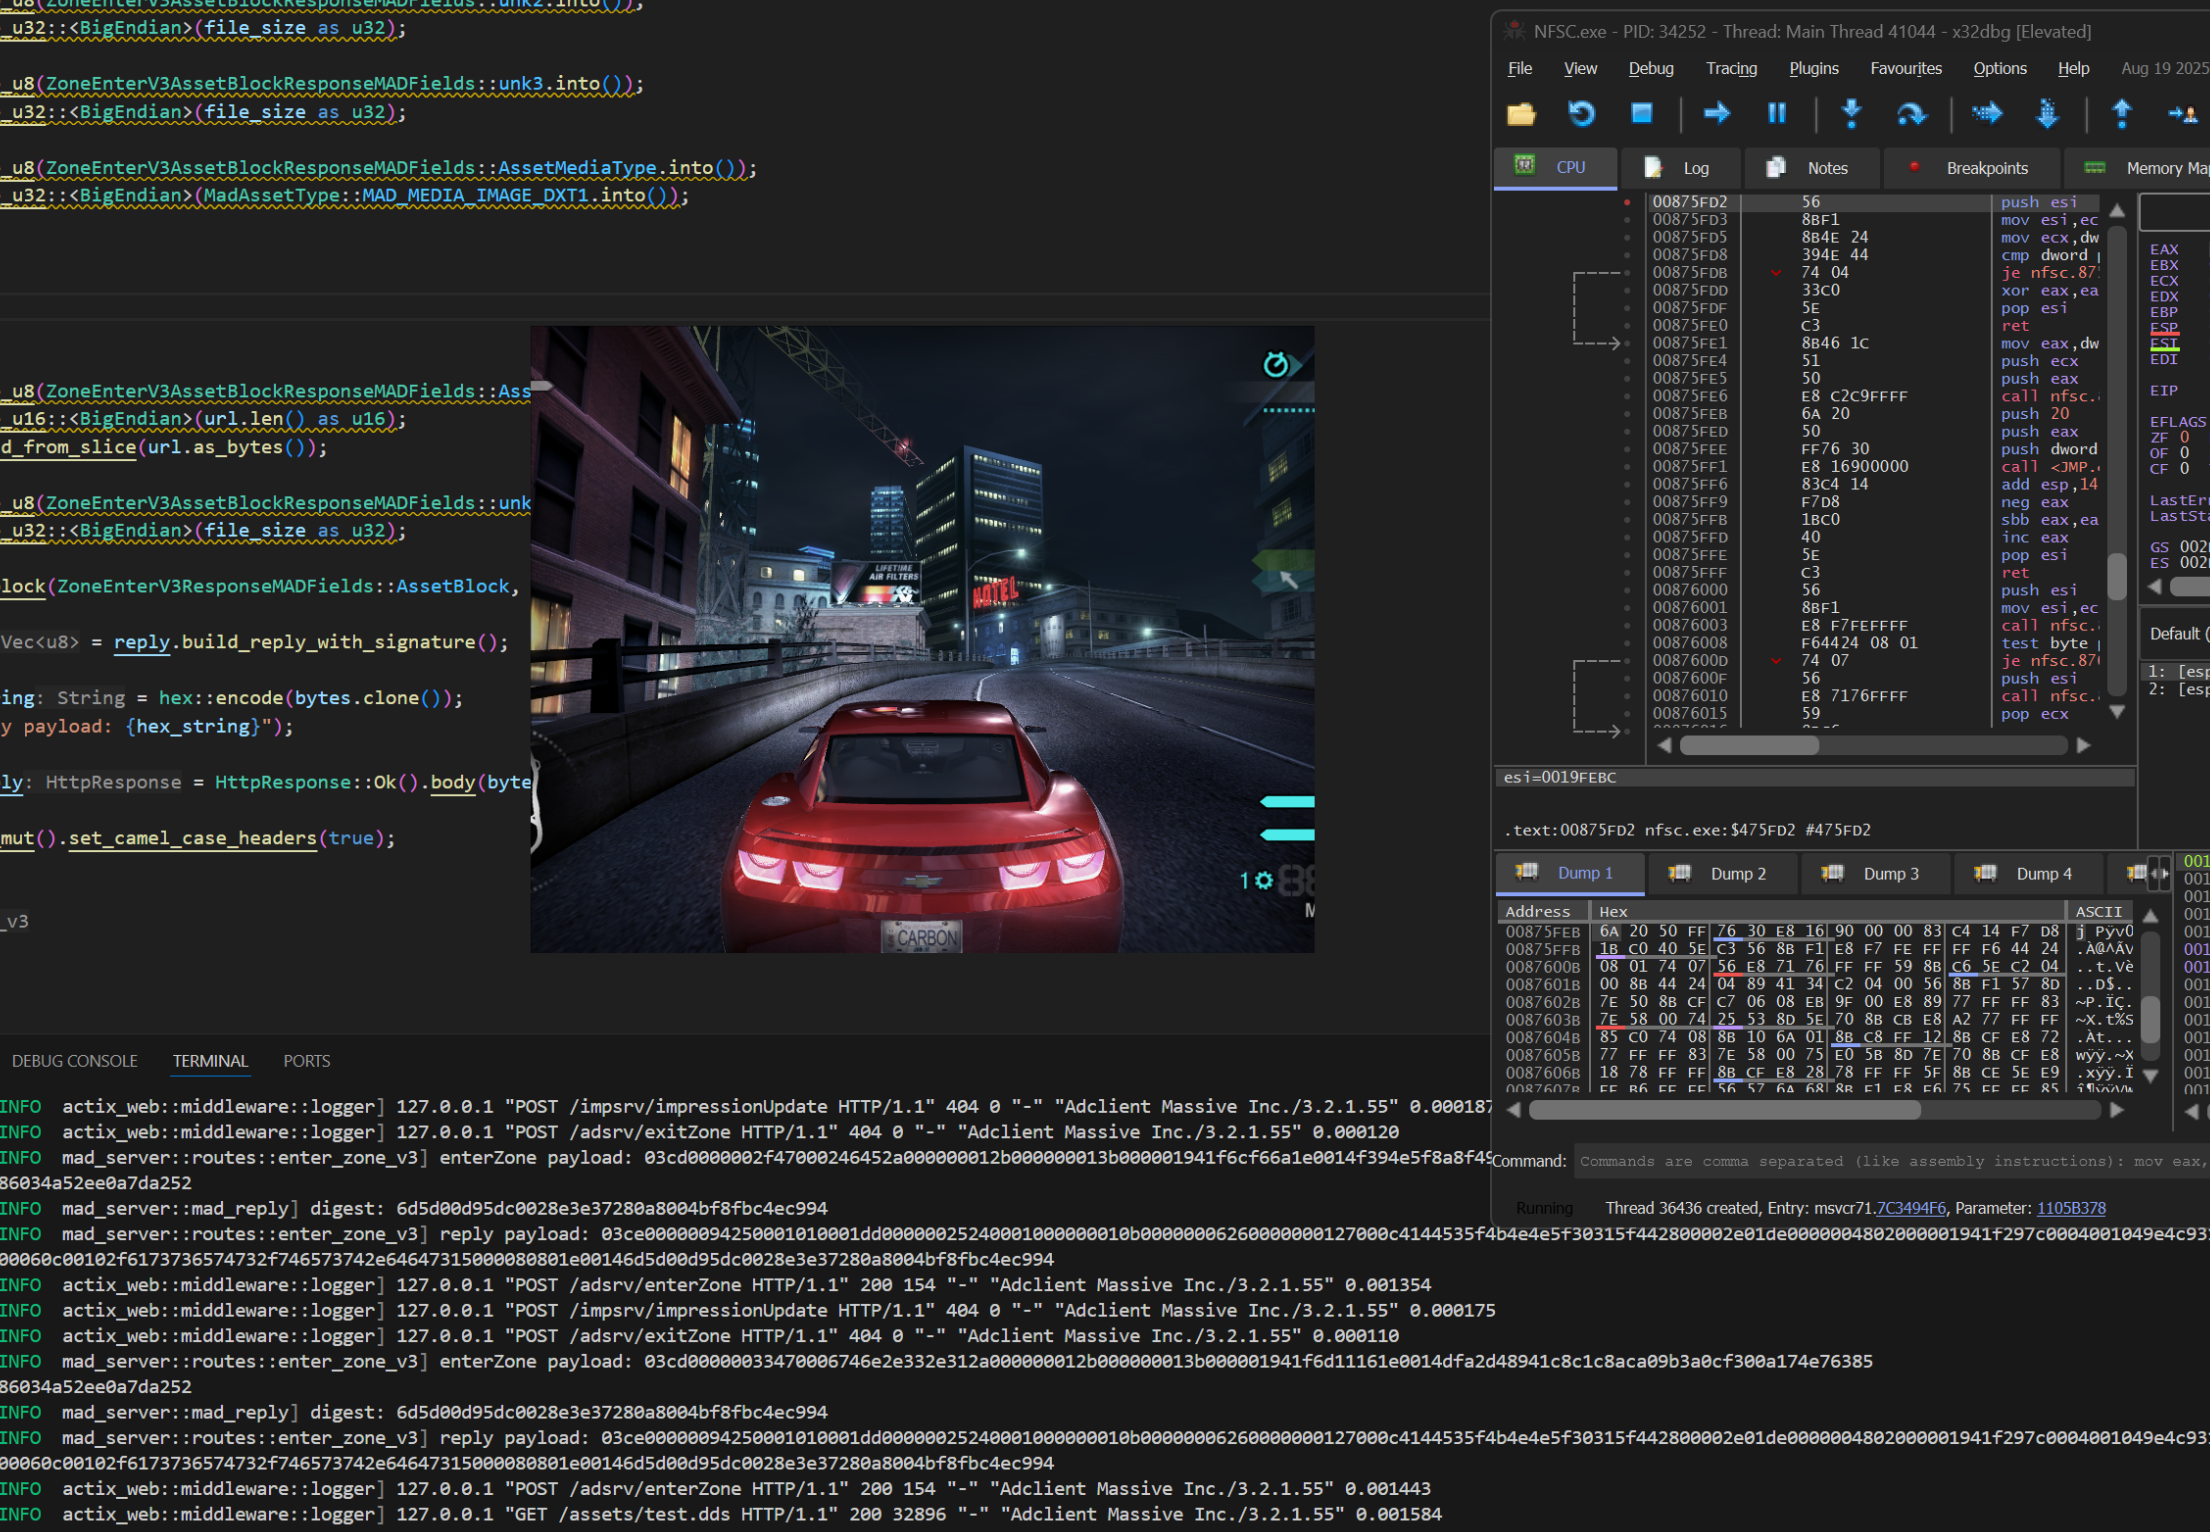 _u8(ZoneEnterV3AssetBlockResponseMADFields::unk2.into());
_u32::<BigEndian>(file_size as u32);
_u8(ZoneEnterV3AssetBlockResponseMADFields::unk3.into());
_u32::<BigEndian>(file_size as u32);
_u8(ZoneEnterV3AssetBlockResponseMADFields::AssetMediaType.into());
_u32::<BigEndian>(MadAssetType::MAD_MEDIA_IMAGE_DXT1.into());
_u8(ZoneEnterV3AssetBlockResponseMADFields::Ass
_u16::<BigEndian>(url.len() as u16);
d_from_slice(url.as_bytes());
_u8(ZoneEnterV3AssetBlockResponseMADFields::unk
_u32::<BigEndian>(file_size as u32);
lock(ZoneEnterV3ResponseMADFields::AssetBlock,
Vec<u8> = reply.build_reply_with_signature();
ing: String = hex::encode(bytes.clone());
y payload: {hex_string}");
ly: HttpResponse = HttpResponse::Ok().body(byte
mut().set_camel_case_headers(true);
_v3
LIFETIME
AIR FILTERS
HOTEL
1
CARBON
NFSC.exe - PID: 34252 - Thread: Main Thread 41044 - x32dbg [Elevated]
File View Debug Tracing Plugins Favourites Options Help Aug 19 2025
CPU Log Notes Breakpoints Memory Map
00875FD2 56 push esi
00875FD3 8BF1 mov esi,ec
00875FD5 8B4E 24 mov ecx,dw
00875FD8 394E 44 cmp dword p
00875FDB 74 04 je nfsc.87
00875FDD 33C0 xor eax,ea
00875FDF 5E pop esi
00875FE0 C3 ret
00875FE1 8B46 1C mov eax,dw
00875FE4 51 push ecx
00875FE5 50 push eax
00875FE6 E8 C2C9FFFF call nfsc.
00875FEB 6A 20 push 20
00875FED 50 push eax
00875FEE FF76 30 push dword
00875FF1 E8 16900000 call <JMP.
00875FF6 83C4 14 add esp,14
00875FF9 F7D8 neg eax
00875FFB 1BC0 sbb eax,ea
00875FFD 40 inc eax
00875FFE 5E pop esi
00875FFF C3 ret
00876000 56 push esi
00876001 8BF1 mov esi,ec
00876003 E8 F7FEFFFF call nfsc.
00876008 F64424 08 01 test byte p
0087600D 74 07 je nfsc.87
0087600F 56 push esi
00876010 E8 7176FFFF call nfsc.
00876015 59 pop ecx
EAX
EBX
ECX
EDX
EBP
ESP
ESI
EDI
EIP
EFLAGS
ZF 0
OF 0
CF 0
LastErr
LastSta
GS 002
ES 002
Default (
1: [esp
2: [esp
esi=0019FEBC
.text:00875FD2 nfsc.exe:$475FD2 #475FD2
Dump 1 Dump 2 Dump 3 Dump 4
Address Hex ASCII
00875FEB 6A 20 50 FF 76 30 E8 16 90 00 00 83 C4 14 F7 D8 j Pÿv0
00875FFB 1B C0 40 5E C3 56 8B F1 E8 F7 FE FF FF F6 44 24 .À@^ÃV
0087600B 08 01 74 07 56 E8 71 76 FF FF 59 8B C6 5E C2 04 ..t.Vè
0087601B 00 8B 44 24 04 89 41 34 C2 04 00 56 8B F1 57 8D ..D$..
0087602B 7E 50 8B CF C7 06 08 EB 9F 00 E8 89 77 FF FF 83 ~P.ÏÇ.
0087603B 7E 58 00 74 25 53 8D 5E 70 8B CB E8 A2 77 FF FF ~X.t%S
0087604B 85 C0 74 08 8B 10 6A 01 8B C8 FF 12 8B CF E8 72 .Àt...
0087605B 77 FF FF 83 7E 58 00 75 E0 5B 8D 7E 70 8B CF E8 wÿÿ.~X
0087606B 18 78 FF FF 8B CF E8 28 78 FF FF 5F 8B CE 5E E9 .xÿÿ.Ï
Command: Commands are comma separated (like assembly instructions): mov eax,
Running Thread 36436 created, Entry: msvcr71.7C3494F6, Parameter: 1105B378
DEBUG CONSOLE TERMINAL PORTS
INFO actix_web::middleware::logger] 127.0.0.1 "POST /impsrv/impressionUpdate HTTP/1.1" 404 0 "-" "Adclient Massive Inc./3.2.1.55" 0.000187
INFO actix_web::middleware::logger] 127.0.0.1 "POST /adsrv/exitZone HTTP/1.1" 404 0 "-" "Adclient Massive Inc./3.2.1.55" 0.000120
INFO mad_server::routes::enter_zone_v3] enterZone payload: 03cd0000002f47000246452a000000012b000000013b000001941f6cf66a1e0014f394e5f8a8f49
86034a52ee0a7da252
INFO mad_server::mad_reply] digest: 6d5d00d95dc0028e3e37280a8004bf8fbc4ec994
INFO mad_server::routes::enter_zone_v3] reply payload: 03ce00000094250001010001dd00000025240001000000010b00000006260000000127000c4144535f4b4e4e5f30315f442800002e01de0000004802000001941f297c0004001049e4c93
00060c00102f6173736574732f746573742e64647315000080801e00146d5d00d95dc0028e3e37280a8004bf8fbc4ec994
INFO actix_web::middleware::logger] 127.0.0.1 "POST /adsrv/enterZone HTTP/1.1" 200 154 "-" "Adclient Massive Inc./3.2.1.55" 0.001354
INFO actix_web::middleware::logger] 127.0.0.1 "POST /impsrv/impressionUpdate HTTP/1.1" 404 0 "-" "Adclient Massive Inc./3.2.1.55" 0.000175
INFO actix_web::middleware::logger] 127.0.0.1 "POST /adsrv/exitZone HTTP/1.1" 404 0 "-" "Adclient Massive Inc./3.2.1.55" 0.000110
INFO mad_server::routes::enter_zone_v3] enterZone payload: 03cd00000033470006746e2e332e312a000000012b000000013b000001941f6d11161e0014dfa2d48941c8c1c8aca09b3a0cf300a174e76385
86034a52ee0a7da252
INFO mad_server::mad_reply] digest: 6d5d00d95dc0028e3e37280a8004bf8fbc4ec994
INFO mad_server::routes::enter_zone_v3] reply payload: 03ce00000094250001010001dd00000025240001000000010b00000006260000000127000c4144535f4b4e4e5f30315f442800002e01de0000004802000001941f297c0004001049e4c93
00060c00102f6173736574732f746573742e64647315000080801e00146d5d00d95dc0028e3e37280a8004bf8fbc4ec994
INFO actix_web::middleware::logger] 127.0.0.1 "POST /adsrv/enterZone HTTP/1.1" 200 154 "-" "Adclient Massive Inc./3.2.1.55" 0.001443
INFO actix_web::middleware::logger] 127.0.0.1 "GET /assets/test.dds HTTP/1.1" 200 32896 "-" "Adclient Massive Inc./3.2.1.55" 0.001584